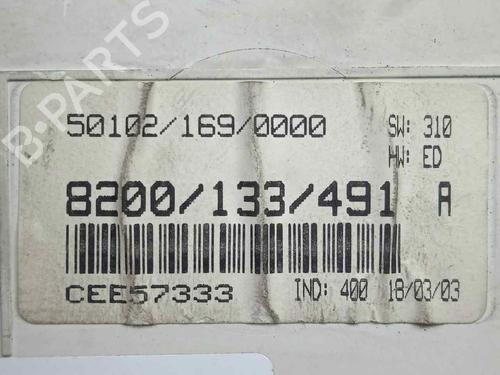 50102/169/0000 SW: 310
HW: ED
8200/133/491 A
CEE57333 IND: 400 18/03/03
B-PARTS